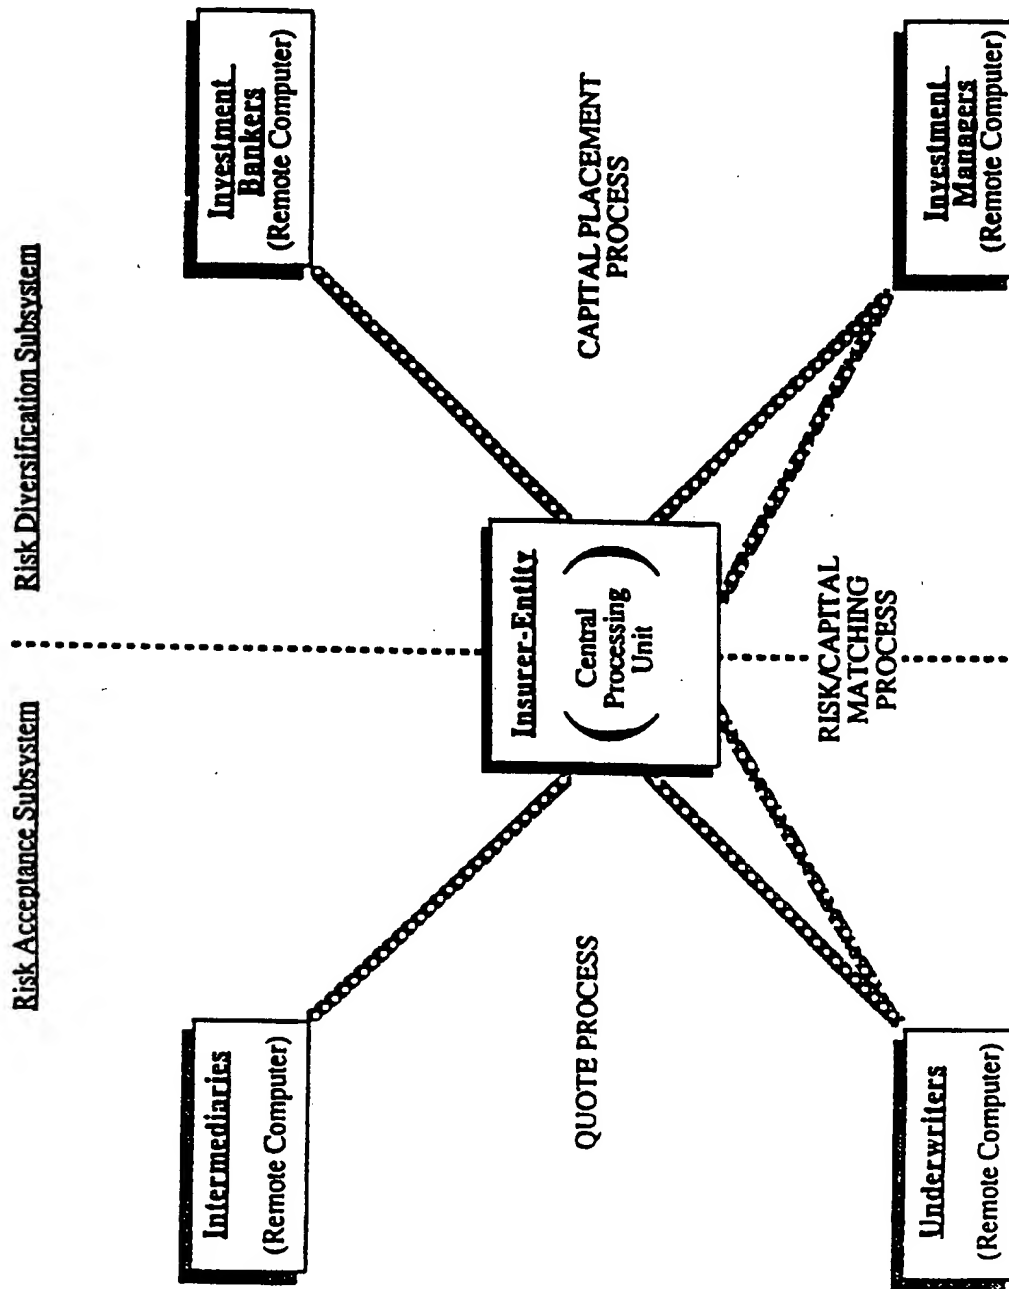 Risk Acceptance Subsystem
Risk Diversification Subsystem
Intermediaries
(Remote Computer)
Investment
Bankers
(Remote Computer)
Insurer-Entity
(Central
Processing
Unit)
QUOTE PROCESS
CAPITAL PLACEMENT
PROCESS
RISK/CAPITAL
MATCHING
PROCESS
Underwriters
(Remote Computer)
Investment
Managers
(Remote Computer)